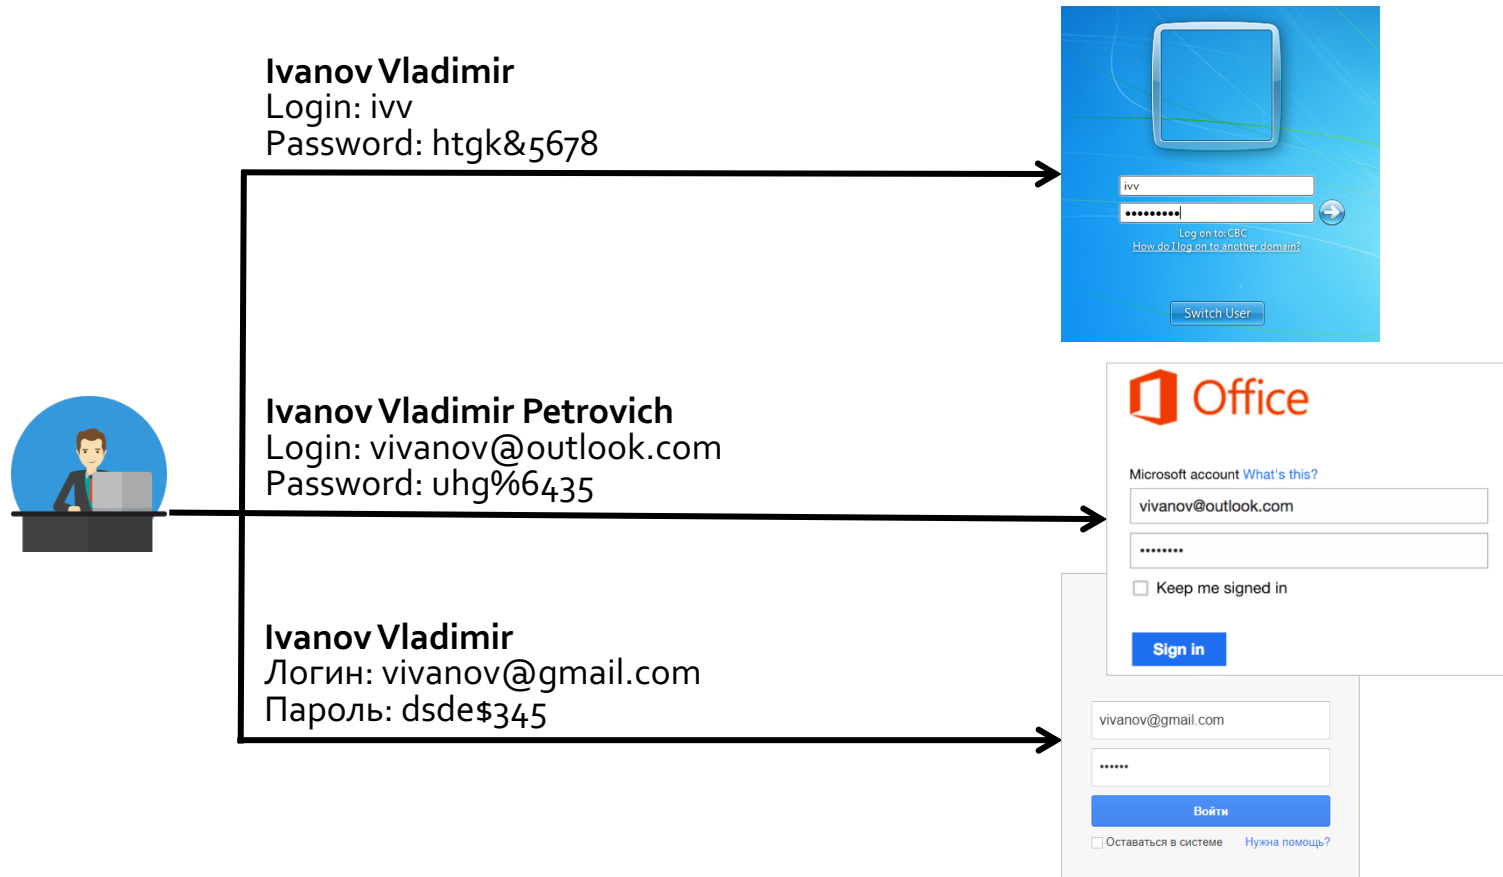 Ivanov Vladimir
Login: ivv
Password: htgk&5678
ivv
•••••••••
Log on to: CBC
How do I log on to another domain?
Switch User
Ivanov Vladimir Petrovich
Login: vivanov@outlook.com
Password: uhg%6435
Office
Microsoft account What's this?
vivanov@outlook.com
••••••••
Keep me signed in
Sign in
Ivanov Vladimir
Логин: vivanov@gmail.com
Пароль: dsde$345
vivanov@gmail.com
••••••
Войти
Оставаться в системе Нужна помощь?